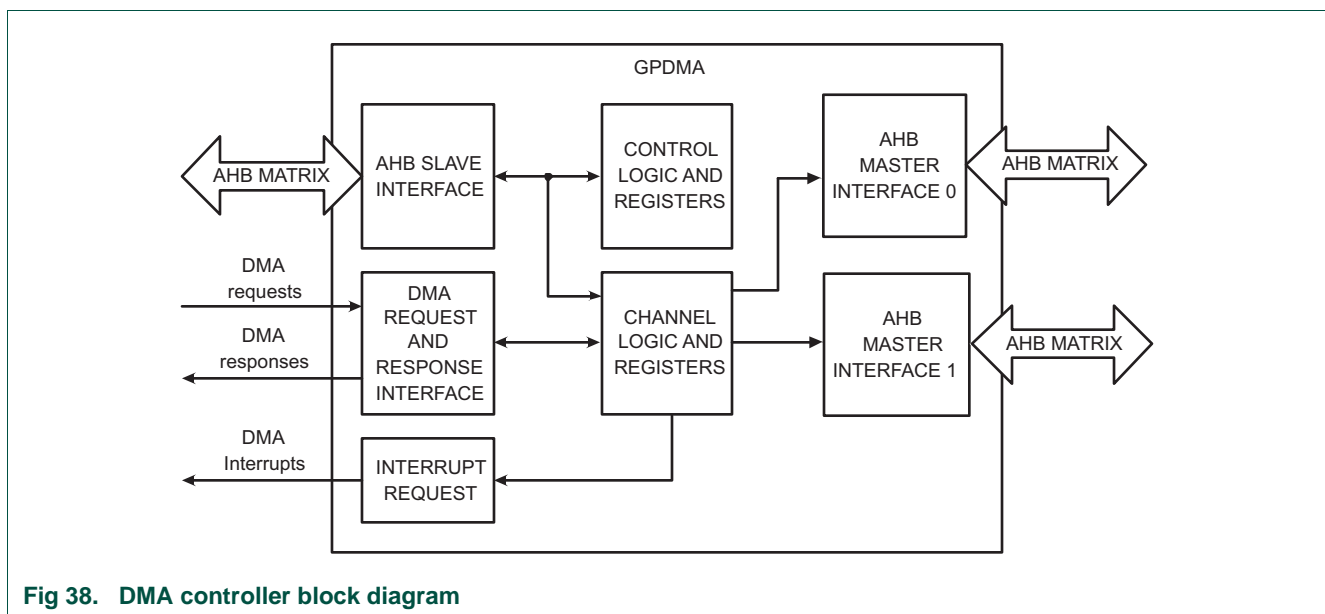 GPDMA
AHB MATRIX
AHB SLAVE
INTERFACE
CONTROL
LOGIC AND
REGISTERS
AHB
MASTER
INTERFACE 0
AHB MATRIX
DMA
requests
DMA
responses
DMA
REQUEST
AND
RESPONSE
INTERFACE
CHANNEL
LOGIC AND
REGISTERS
AHB
MASTER
INTERFACE 1
AHB MATRIX
DMA
Interrupts
INTERRUPT
REQUEST
Fig 38. DMA controller block diagram